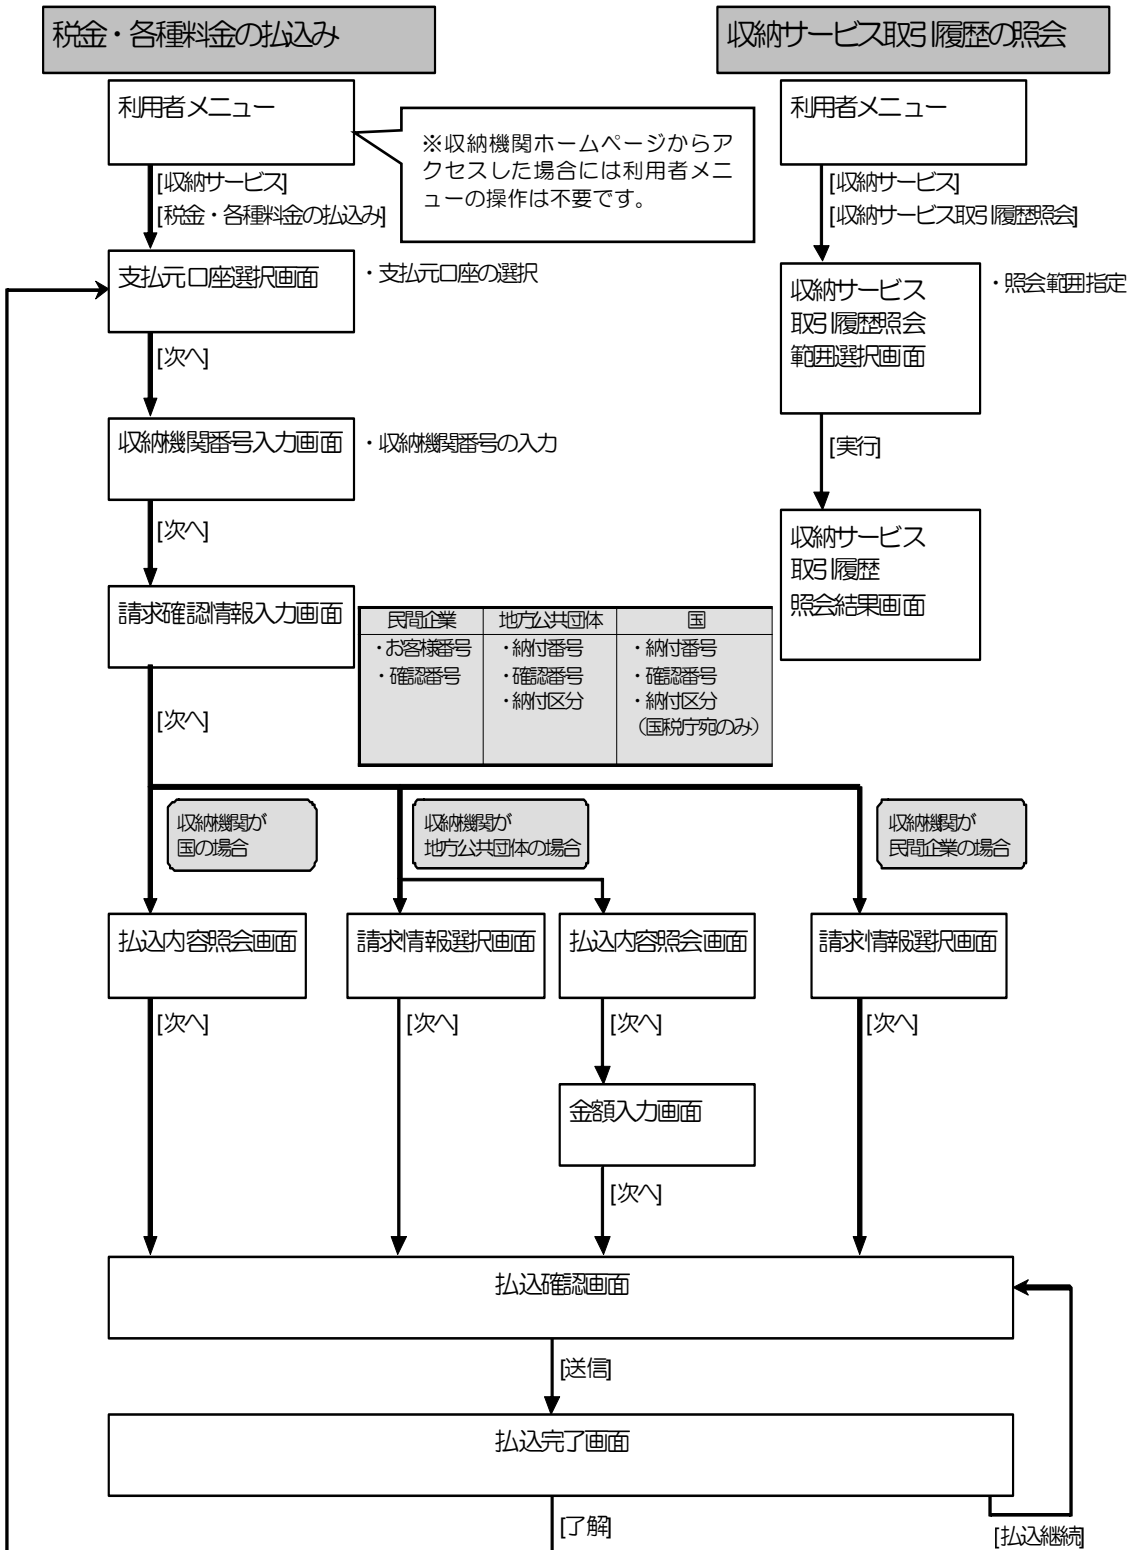 税金・各種料金の払込み
利用者メニュー
※収納機関ホームページからア
クセスした場合には利用者メニ
ューの操作は不要です。
[収納サービス]
[税金・各種料金の払込み]
支払元口座選択画面
・支払元口座の選択
[次へ]
収納機関番号入力画面
・収納機関番号の入力
[次へ]
請求確認情報入力画面
民間企業
・お客様番号
・確認番号
地方公共団体
・納付番号
・確認番号
・納付区分
国
・納付番号
・確認番号
・納付区分
（国税庁宛のみ）
[次へ]
収納機関が
国の場合
収納機関が
地方公共団体の場合
収納機関が
民間企業の場合
払込内容照会画面
請求情報選択画面
払込内容照会画面
請求情報選択画面
[次へ]
[次へ]
[次へ]
[次へ]
金額入力画面
[次へ]
払込確認画面
[送信]
払込完了画面
[了解]
[払込継続]
収納サービス取引履歴の照会
利用者メニュー
[収納サービス]
[収納サービス取引履歴照会]
収納サービス
取引履歴照会
範囲選択画面
・照会範囲指定
[実行]
収納サービス
取引履歴
照会結果画面